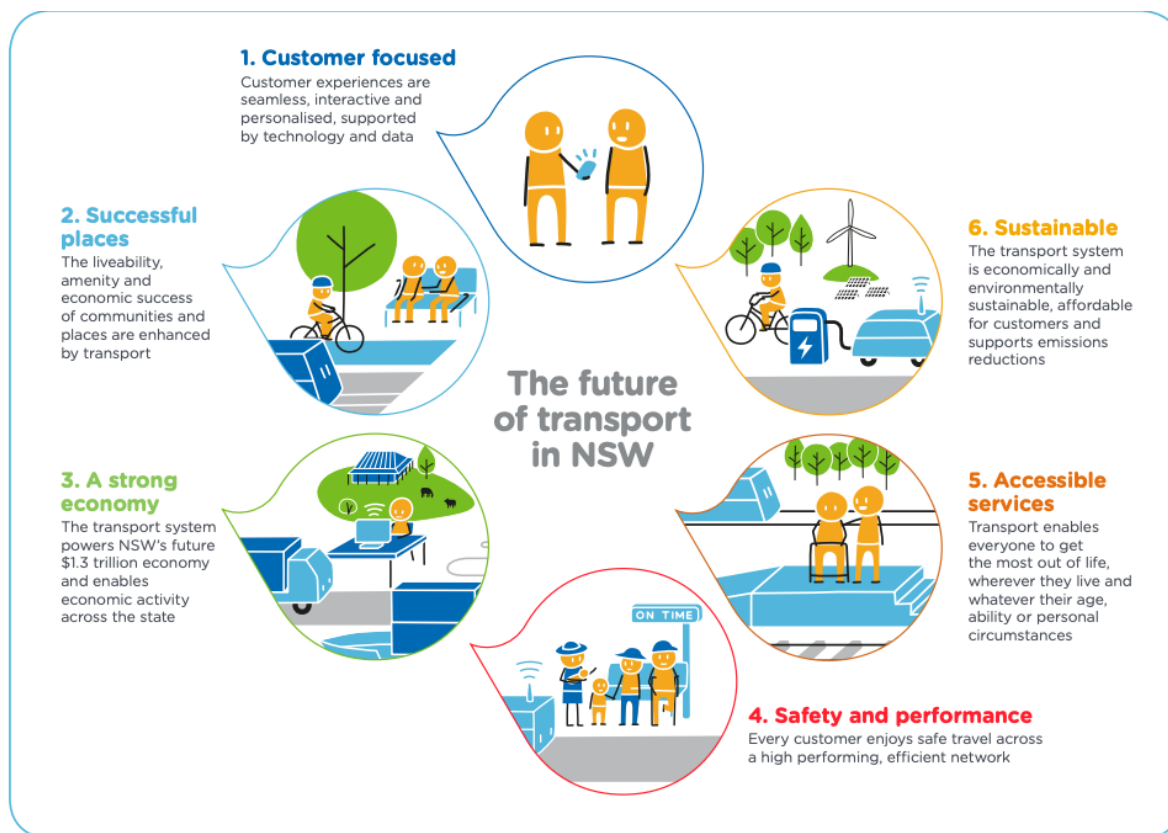 1. Customer focused
Customer experiences are
seamless, interactive and
personalised, supported
by technology and data
2. Successful
places
The liveability,
amenity and
economic success
of communities and
places are enhanced
by transport
3. A strong
economy
The transport system
powers NSW's future
$1.3 trillion economy
and enables
economic activity
across the state
The future
of transport
in NSW
ON TIME
4. Safety and performance
Every customer enjoys safe travel across
a high performing, efficient network
5. Accessible
services
Transport enables
everyone to get
the most out of life,
wherever they live and
whatever their age,
ability or personal
circumstances
6. Sustainable
The transport system
is economically and
environmentally
sustainable, affordable
for customers and
supports emissions
reductions